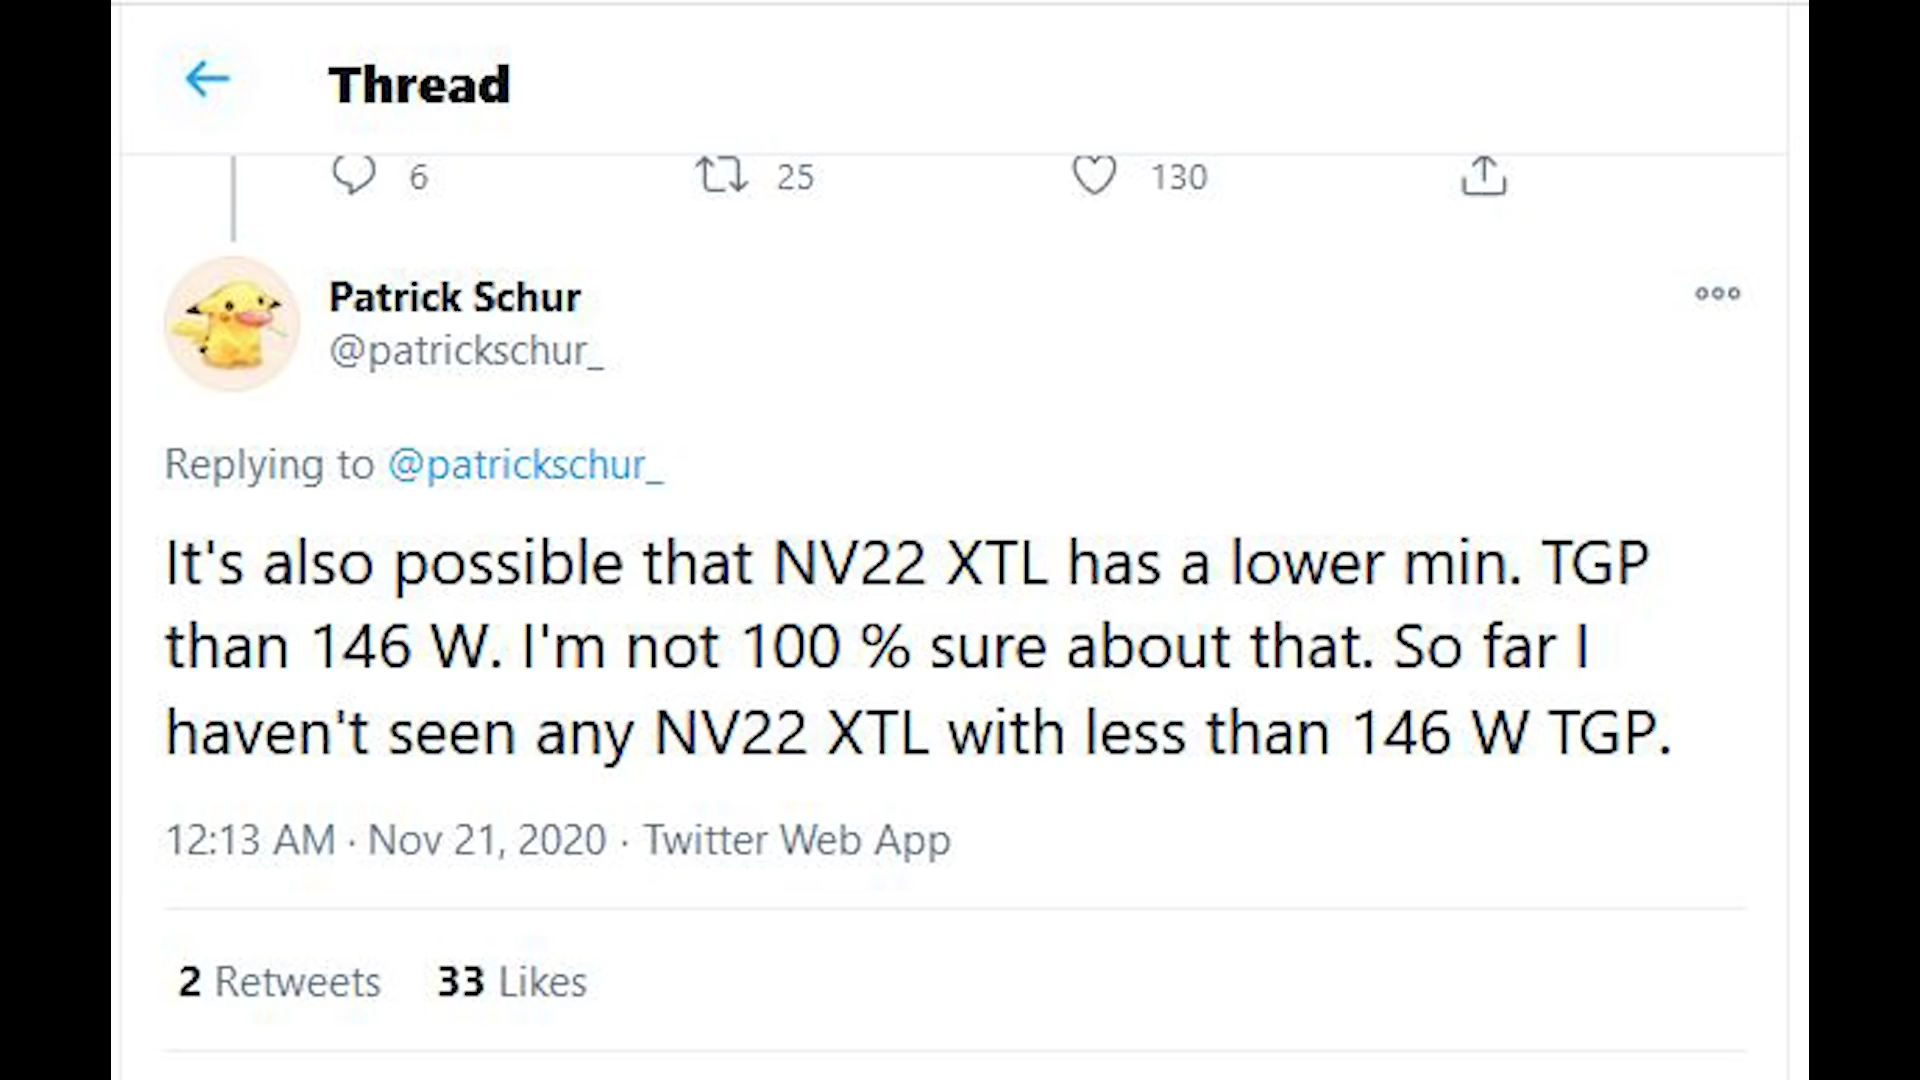 Thread
6 25 130
Patrick Schur
@patrickschur_
Replying to @patrickschur_
It's also possible that NV22 XTL has a lower min. TGP
than 146 W. I'm not 100 % sure about that. So far I
haven't seen any NV22 XTL with less than 146 W TGP.
12:13 AM · Nov 21, 2020 · Twitter Web App
2 Retweets 33 Likes